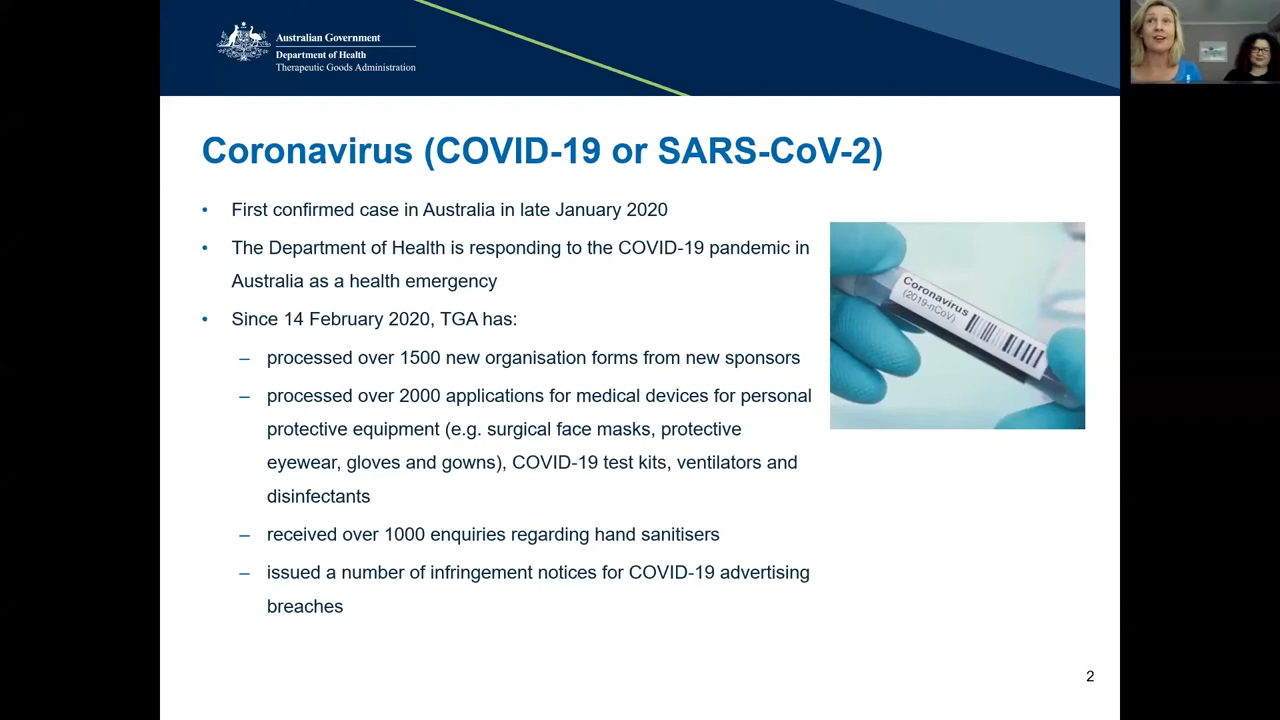 Australian Government
Department of Health
Therapeutic Goods Administration
Coronavirus (COVID-19 or SARS-CoV-2)
• First confirmed case in Australia in late January 2020
• The Department of Health is responding to the COVID-19 pandemic in
Australia as a health emergency
• Since 14 February 2020, TGA has:
– processed over 1500 new organisation forms from new sponsors
– processed over 2000 applications for medical devices for personal
protective equipment (e.g. surgical face masks, protective
eyewear, gloves and gowns), COVID-19 test kits, ventilators and
disinfectants
– received over 1000 enquiries regarding hand sanitisers
– issued a number of infringement notices for COVID-19 advertising
breaches
Coronavirus
(2019-nCoV)
2